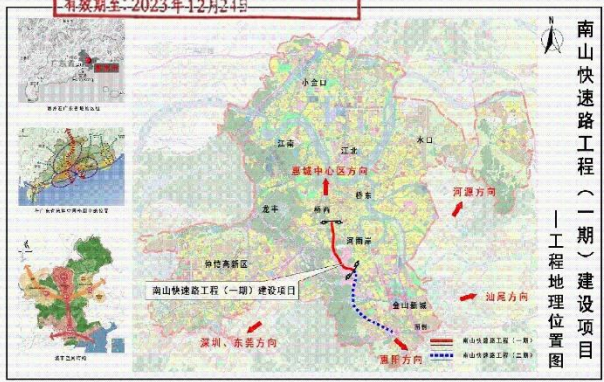 有效期至：2023年12月24日
南山快速路工程（一期）建设项目
—工程地理位置图
小金口
江南
江北
水口
惠城中心区方向
河源方向
龙丰
桥西
桥东
河南岸
仲恺高新区
南山快速路工程（一期）建设项目
金山新城
汕尾方向
深圳、东莞方向
惠阳方向
图例
南山快速路工程（一期）
南山快速路工程（二期）